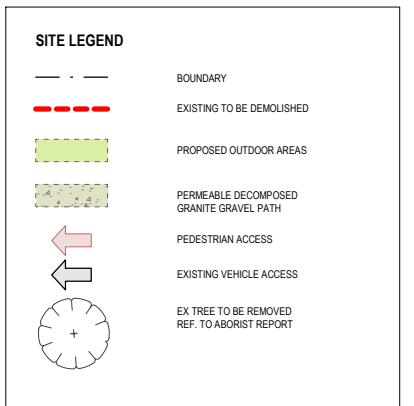 SITE LEGEND
BOUNDARY
EXISTING TO BE DEMOLISHED
PROPOSED OUTDOOR AREAS
PERMEABLE DECOMPOSED
GRANITE GRAVEL PATH
PEDESTRIAN ACCESS
EXISTING VEHICLE ACCESS
EX TREE TO BE REMOVED
REF. TO ABORIST REPORT